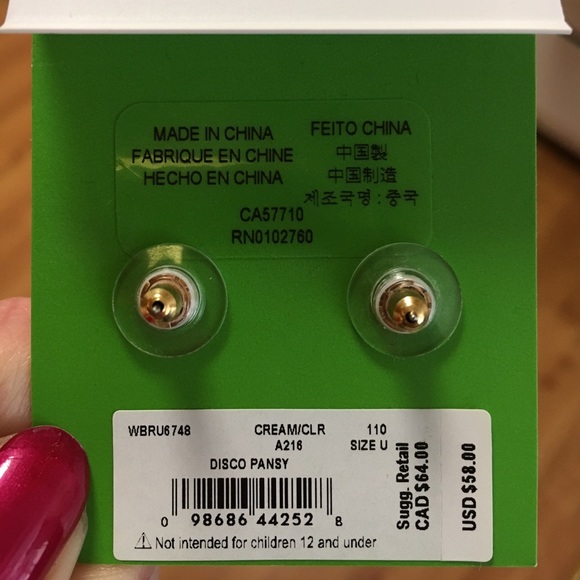 MADE IN CHINA
FABRIQUE EN CHINE
HECHO EN CHINA
FEITO CHINA
中国製
中国制造
제조국명 : 중국
CA57710
RN0102760
WBRU6748 CREAM/CLR 110
A216 SIZE U
DISCO PANSY
0 98686 44252 8
⚠ Not intended for children 12 and under
Sugg. Retail
CAD $64.00
USD $58.00